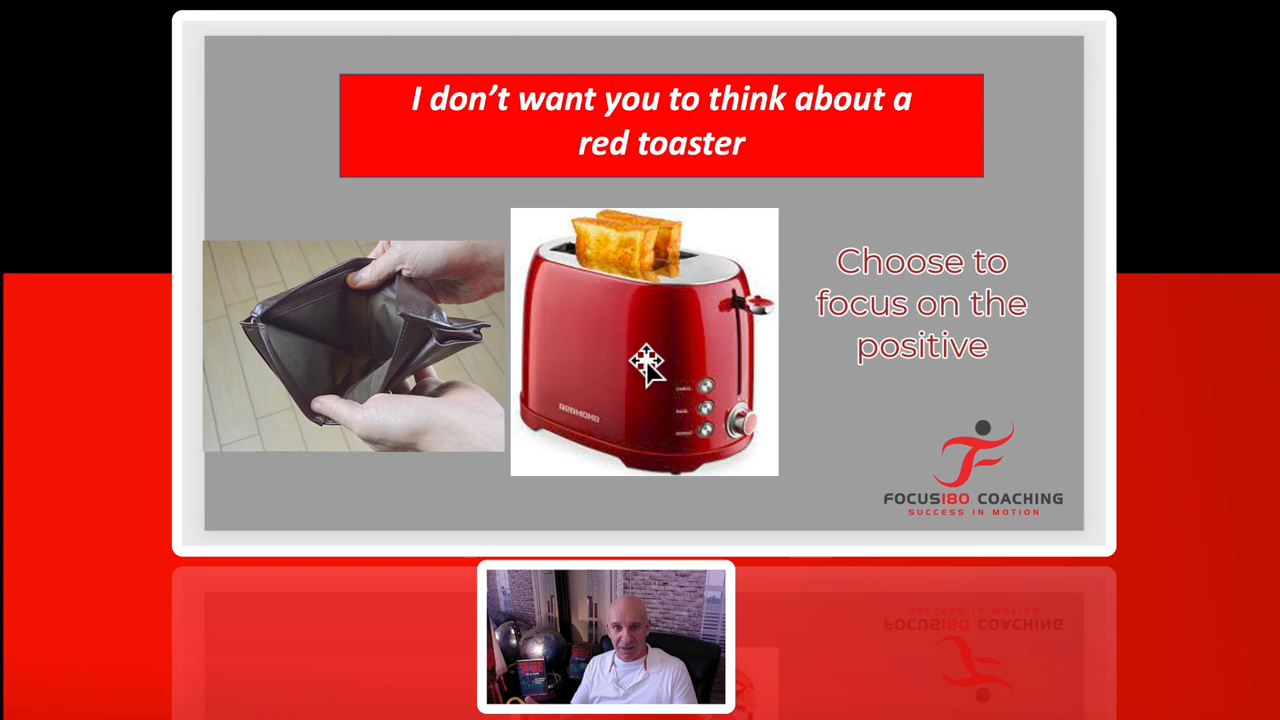 I don't want you to think about a
red toaster
Choose to
focus on the
positive
REDMOND
FOCUS180 COACHING
SUCCESS IN MOTION